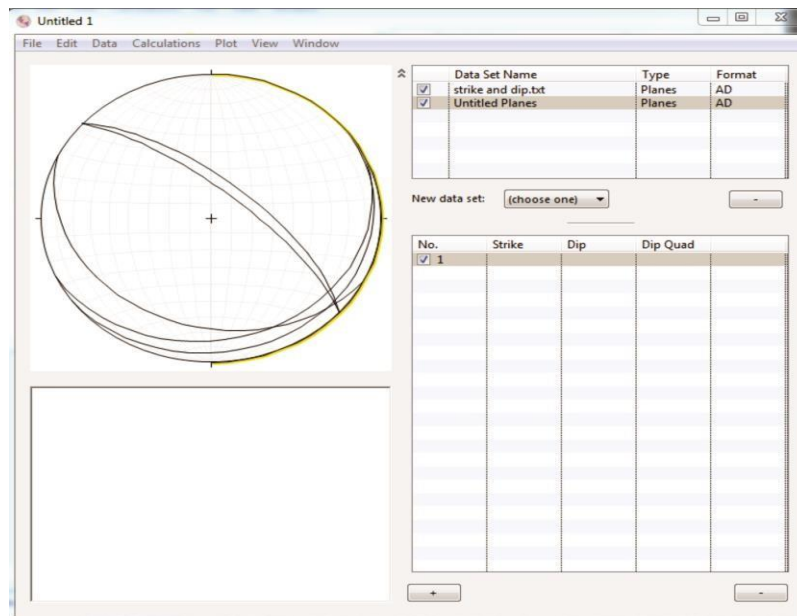 Untitled 1
File Edit Data Calculations Plot View Window
Data Set Name Type Format
strike and dip.txt Planes AD
Untitled Planes Planes AD
New data set: (choose one) -
No. Strike Dip Dip Quad
1
+ -